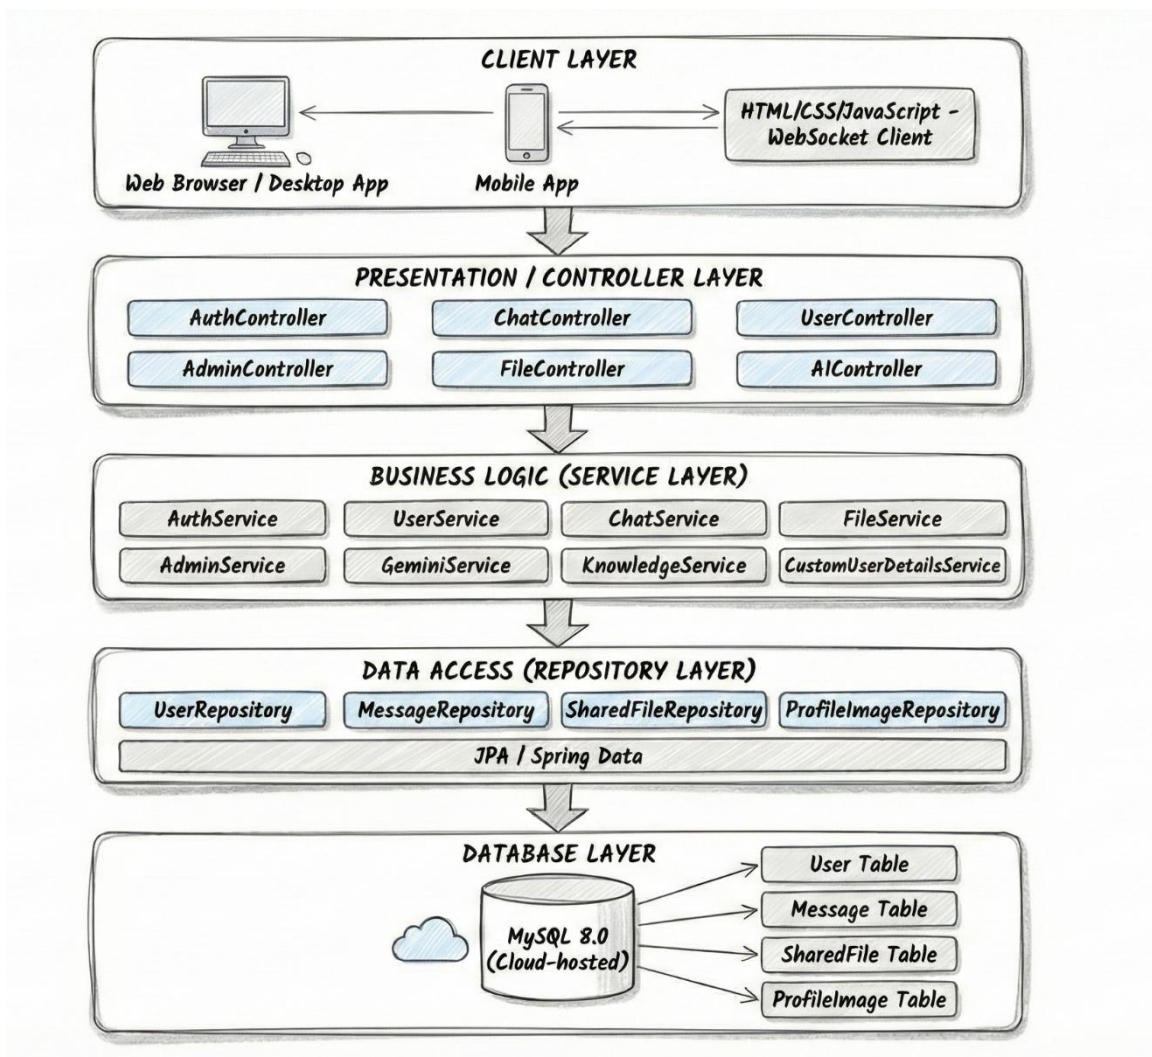 CLIENT LAYER
HTML/CSS/JavaScript -
WebSocket Client
Web Browser / Desktop App
Mobile App
PRESENTATION / CONTROLLER LAYER
AuthController
ChatController
UserController
AdminController
FileController
AIController
BUSINESS LOGIC (SERVICE LAYER)
AuthService
UserService
ChatService
FileService
AdminService
GeminiService
KnowledgeService
CustomUserDetailsService
DATA ACCESS (REPOSITORY LAYER)
UserRepository
MessageRepository
SharedFileRepository
ProfileImageRepository
JPA / Spring Data
DATABASE LAYER
MySQL 8.0
(Cloud-hosted)
User Table
Message Table
SharedFile Table
ProfileImage Table